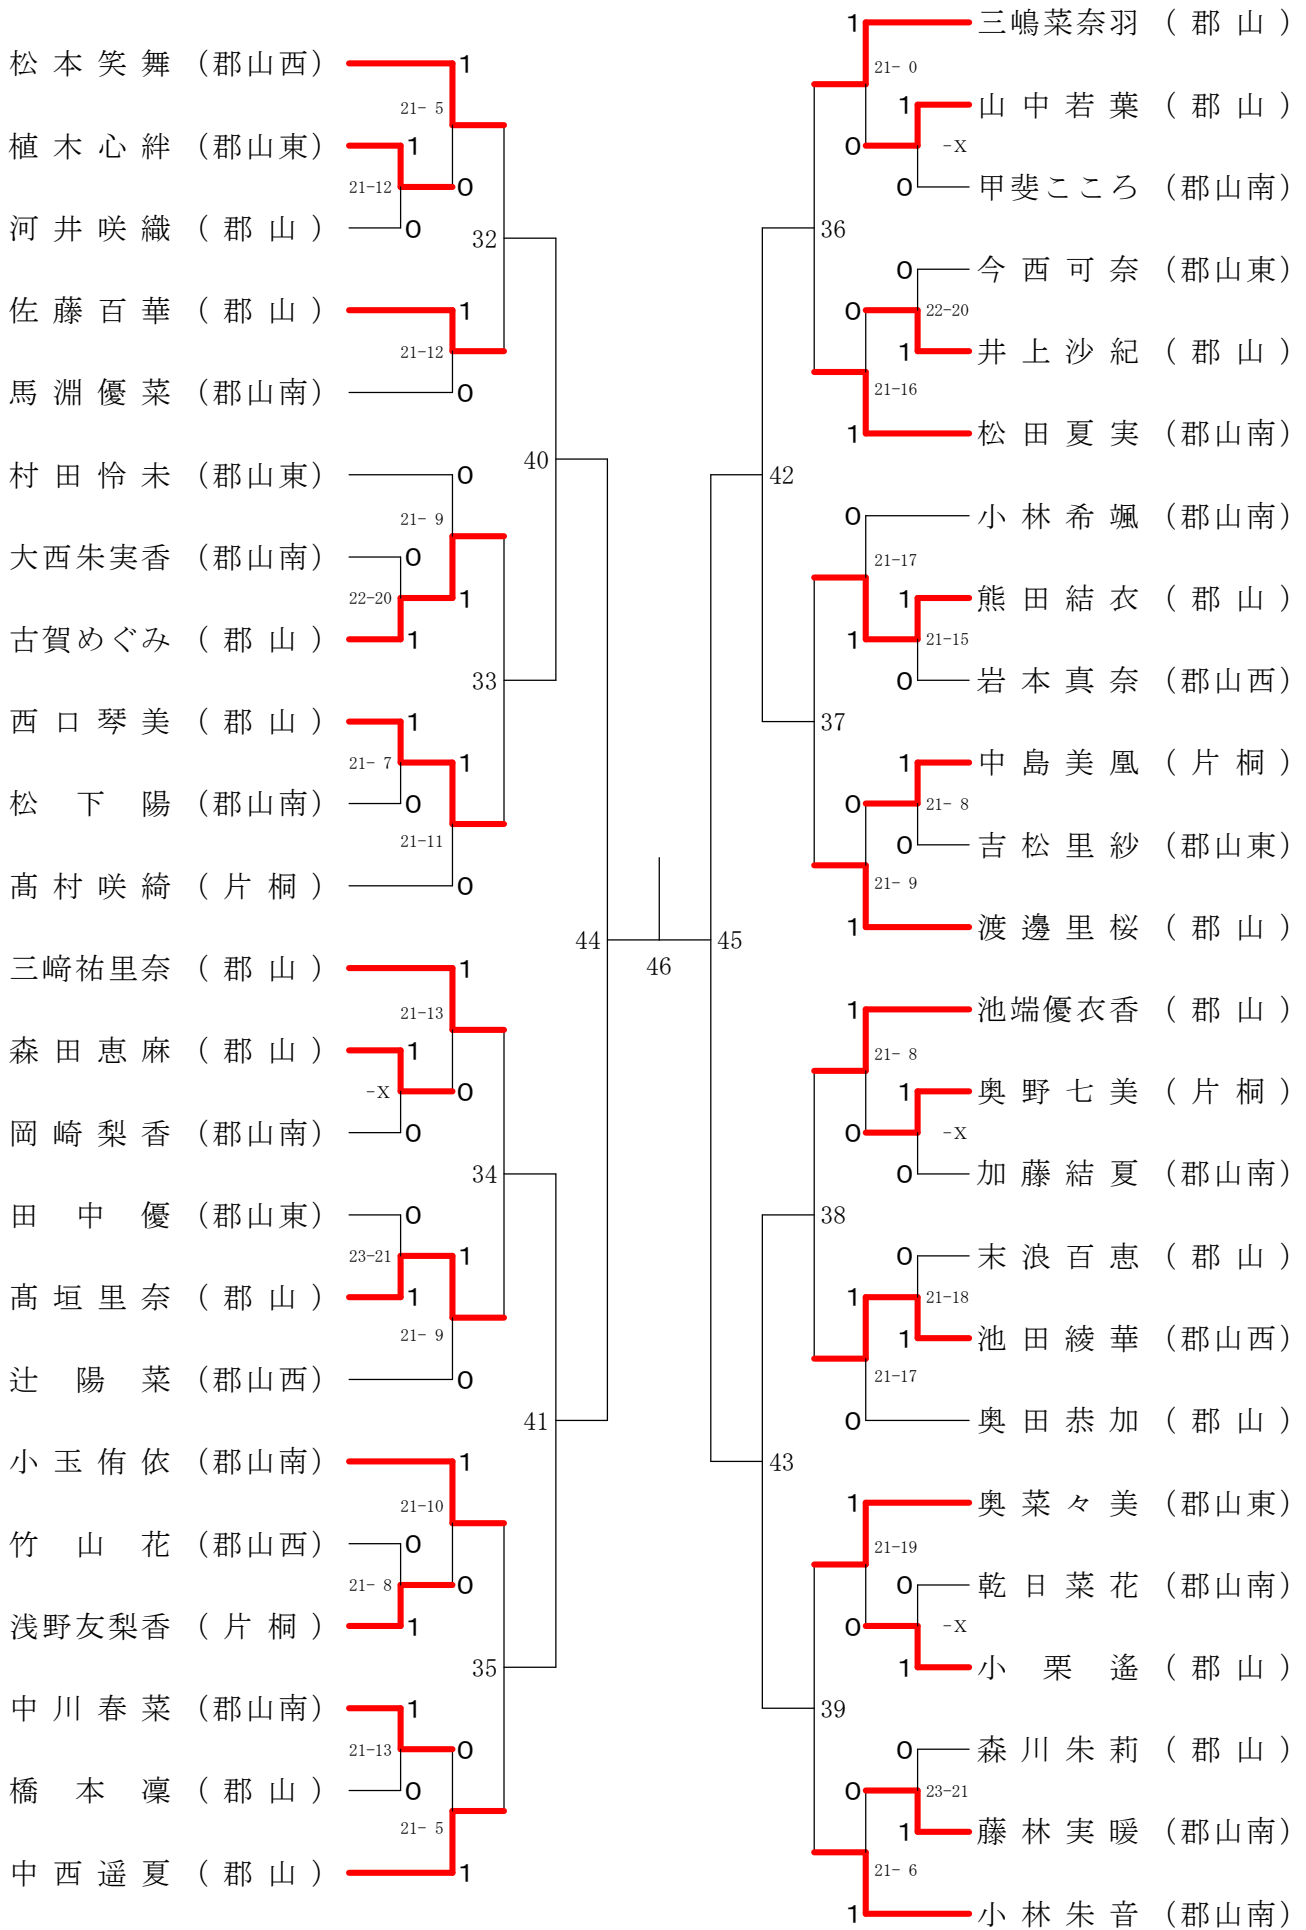 松本笑舞 (郡山西) 1
21- 5
植木心絆 (郡山東) 1
21-12 0
河井咲織 (郡山) 0
32
佐藤百華 (郡山) 1
21-12
馬淵優菜 (郡山南) 0
村田怜未 (郡山東) 0
40
21- 9
大西朱実香 (郡山南) 0
22-20 1
古賀めぐみ (郡山) 1
33
西口琴美 (郡山) 1
21- 7 1
松下陽 (郡山南) 0
21-11
髙村咲綺 (片桐) 0
44
三﨑祐里奈 (郡山) 1
21-13
森田恵麻 (郡山) 1
-X 0
岡崎梨香 (郡山南) 0
34
田中優 (郡山東) 0
23-21 1
髙垣里奈 (郡山) 1
21- 9
辻陽菜 (郡山西) 0
41
小玉侑依 (郡山南) 1
21-10
竹山花 (郡山西) 0
21- 8 0
浅野友梨香 (片桐) 1
35
中川春菜 (郡山南) 1
21-13 0
橋本凜 (郡山) 0
21- 5
中西遥夏 (郡山) 1
46
1 三嶋菜奈羽 (郡山)
21- 0
1 山中若葉 (郡山)
0 -X
0 甲斐こころ (郡山南)
36
0 今西可奈 (郡山東)
0 22-20
1 井上沙紀 (郡山)
21-16
1 松田夏実 (郡山南)
42
0 小林希颯 (郡山南)
21-17
1 熊田結衣 (郡山)
1 21-15
0 岩本真奈 (郡山西)
37
1 中島美凰 (片桐)
0 21- 8
0 吉松里紗 (郡山東)
21- 9
1 渡邊里桜 (郡山)
45
1 池端優衣香 (郡山)
21- 8
1 奥野七美 (片桐)
0 -X
0 加藤結夏 (郡山南)
38
0 末浪百恵 (郡山)
1 21-18
1 池田綾華 (郡山西)
21-17
0 奥田恭加 (郡山)
43
1 奥菜々美 (郡山東)
21-19
0 乾日菜花 (郡山南)
0 -X
1 小栗遙 (郡山)
39
0 森川朱莉 (郡山)
0 23-21
1 藤林実暖 (郡山南)
21- 6
1 小林朱音 (郡山南)